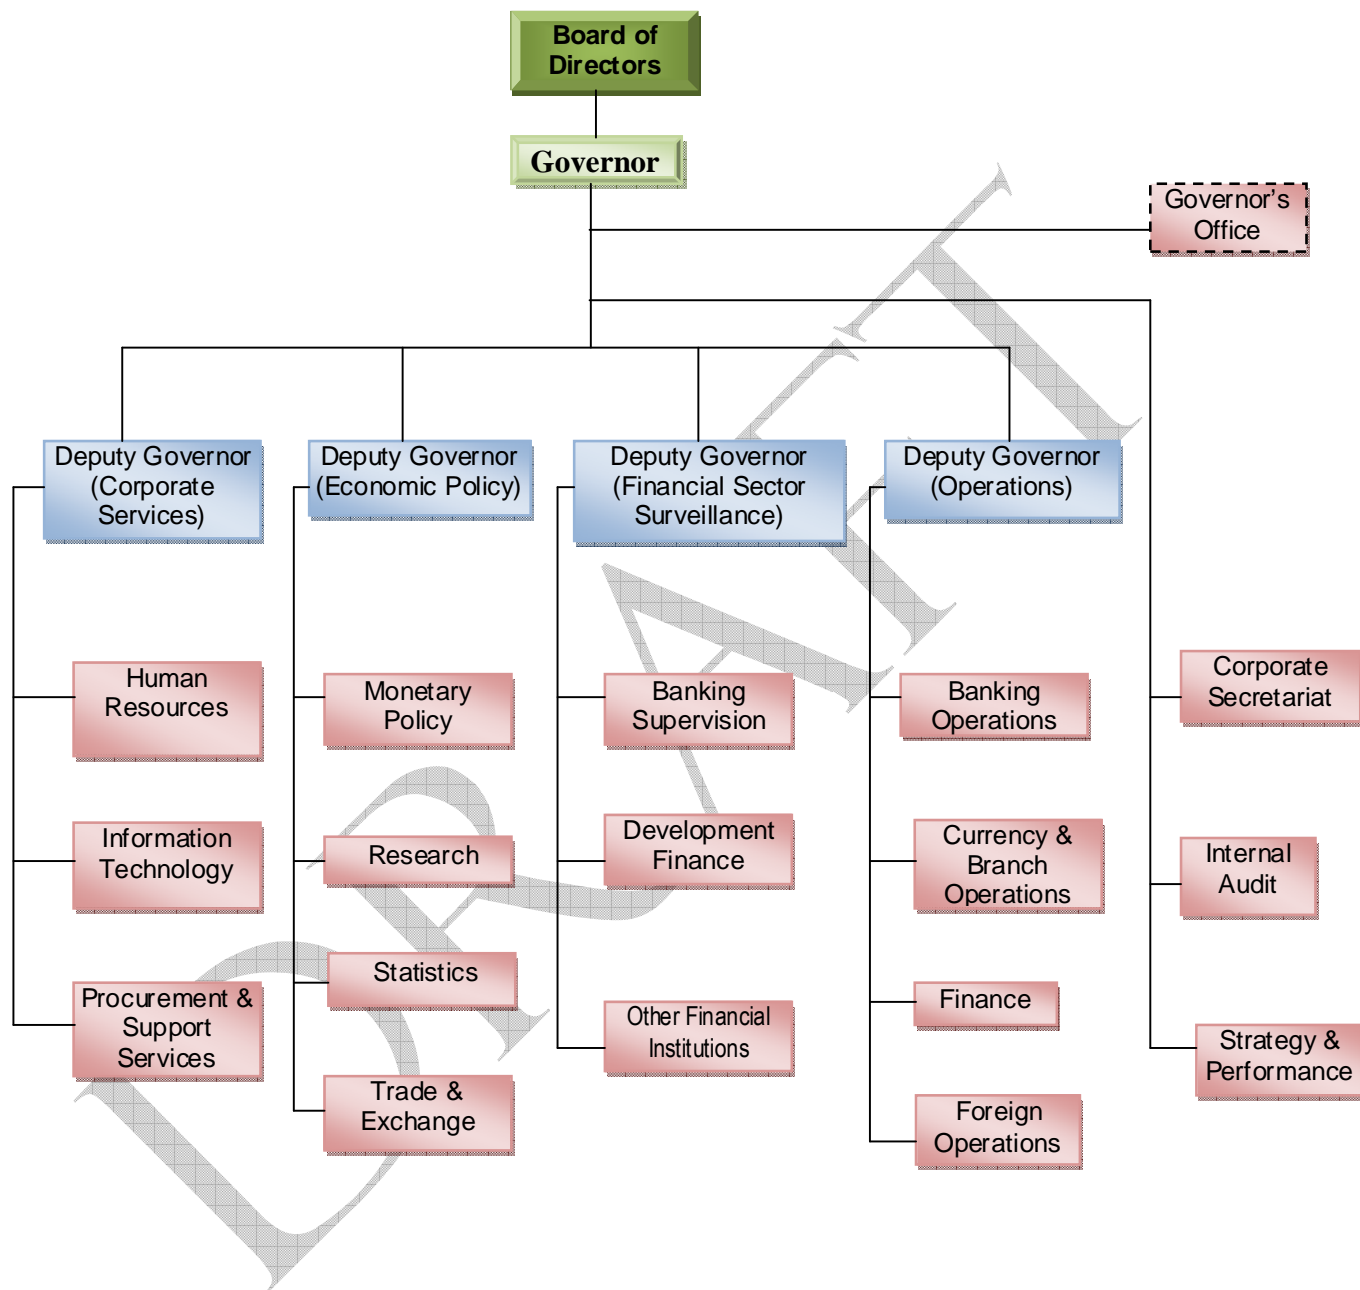 Board of
Directors
Governor
Governor's
Office
Deputy Governor
(Corporate
Services)
Deputy Governor
(Economic Policy)
Deputy Governor
(Financial Sector
Surveillance)
Deputy Governor
(Operations)
Human
Resources
Information
Technology
Procurement &
Support
Services
Monetary
Policy
Research
Statistics
Trade &
Exchange
Banking
Supervision
Development
Finance
Other Financial
Institutions
Banking
Operations
Currency &
Branch
Operations
Finance
Foreign
Operations
Corporate
Secretariat
Internal
Audit
Strategy &
Performance
DRAFT